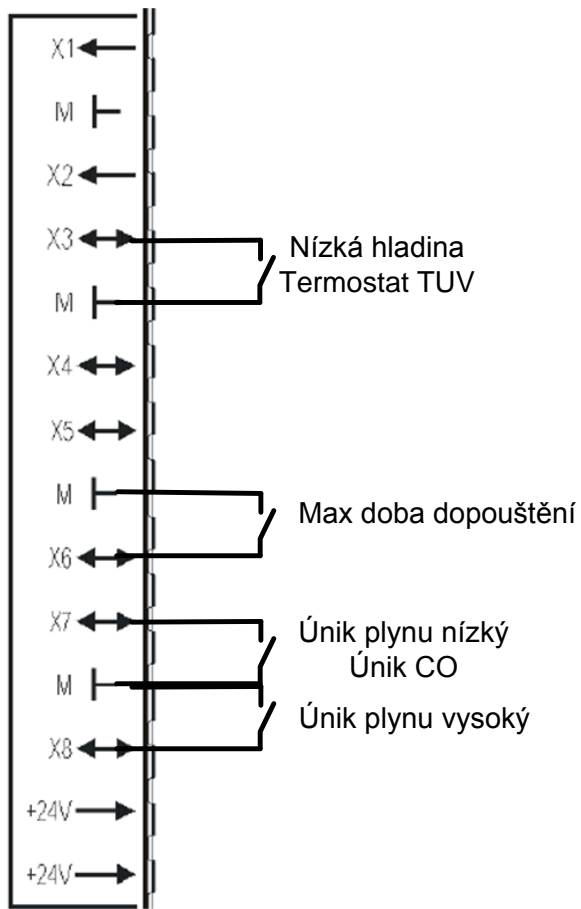 X1
M
X2
X3
Nízká hladina
Termostat TUV
M
X4
X5
M
Max doba dopouštění
X6
X7
Únik plynu nízký
Únik CO
M
Únik plynu vysoký
X8
+24V
+24V